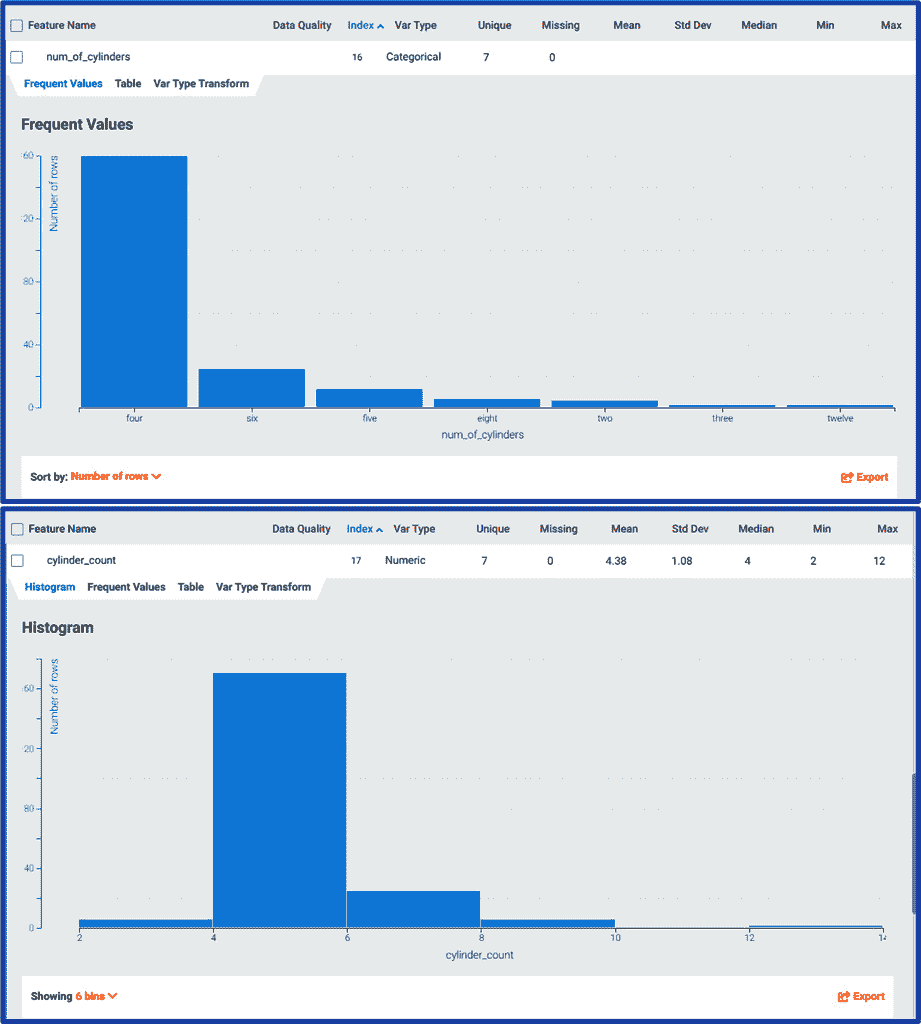 Feature Name Data Quality Index Var Type Unique Missing Mean Std Dev Median Min Max
num_of_cylinders 16 Categorical 7 0
Frequent Values Table Var Type Transform
Frequent Values
Number of rows
60
20
80
40
0
four six five eight two three twelve
num_of_cylinders
Sort by: Number of rows Export
Feature Name Data Quality Index Var Type Unique Missing Mean Std Dev Median Min Max
cylinder_count 17 Numeric 7 0 4.38 1.08 4 2 12
Histogram Frequent Values Table Var Type Transform
Histogram
Number of rows
60
20
80
40
0
2 4 6 8 10 12 14
cylinder_count
Showing 6 bins Export